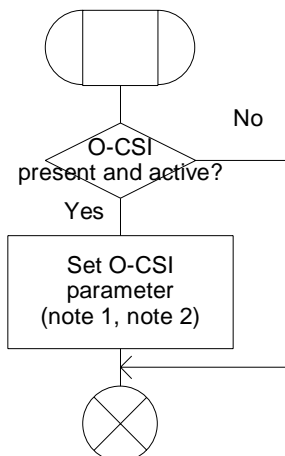 No
O-CSI
present and active?
Yes
Set O-CSI
parameter
(note 1, note 2)